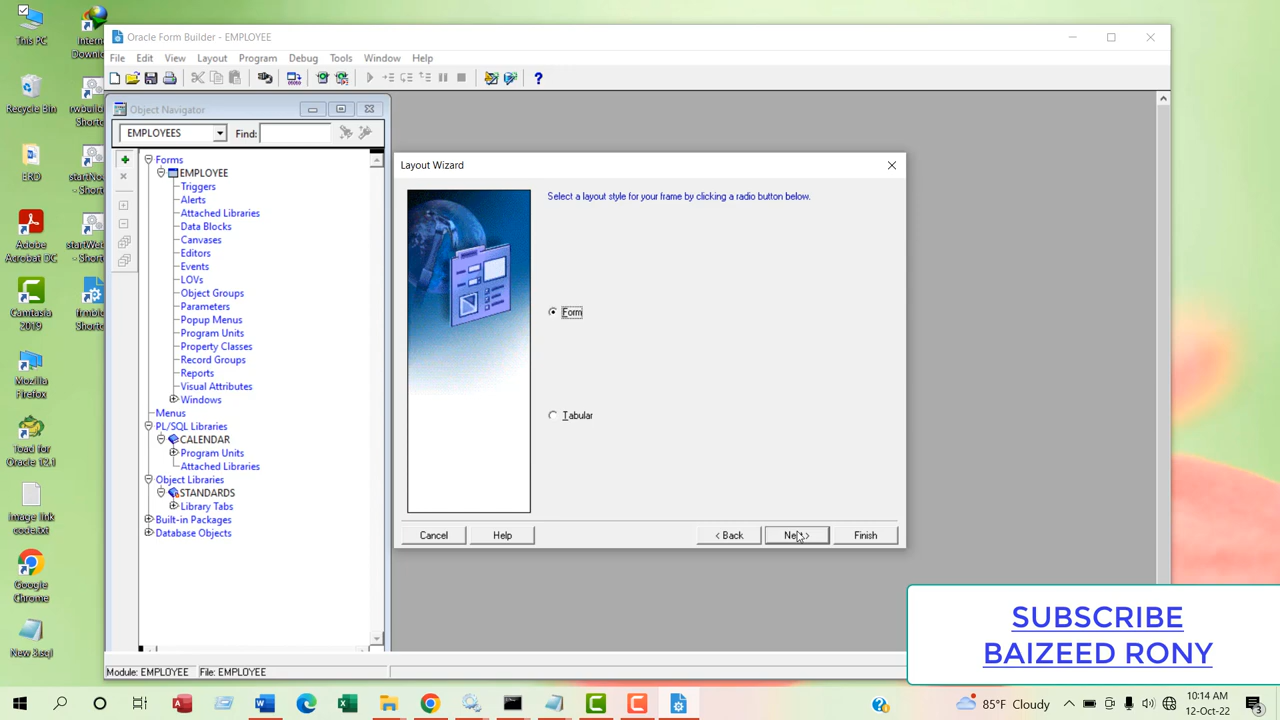 This PC
Recycle Bin
ERD
Adobe
Acrobat DC
Camtasia
2019
Mozilla
Firefox
Toad for
Oracle 12.1
image link
code.txt
Google
Chrome
New 3.sql
Oracle Form Builder - EMPLOYEE
File Edit View Layout Program Debug Tools Window Help
Object Navigator
EMPLOYEES Find:
Forms
EMPLOYEE
Triggers
Alerts
Attached Libraries
Data Blocks
Canvases
Editors
Events
LOVs
Object Groups
Parameters
Popup Menus
Program Units
Property Classes
Record Groups
Reports
Visual Attributes
Windows
Menus
PL/SQL Libraries
CALENDAR
Program Units
Attached Libraries
Object Libraries
STANDARDS
Library Tabs
Built-in Packages
Database Objects
Layout Wizard
Select a layout style for your frame by clicking a radio button below.
Form
Tabular
Cancel Help < Back Finish
SUBSCRIBE
BAIZEED RONY
Module: EMPLOYEE File: EMPLOYEE
85°F Cloudy
10:14 AM
12-Oct-22
3